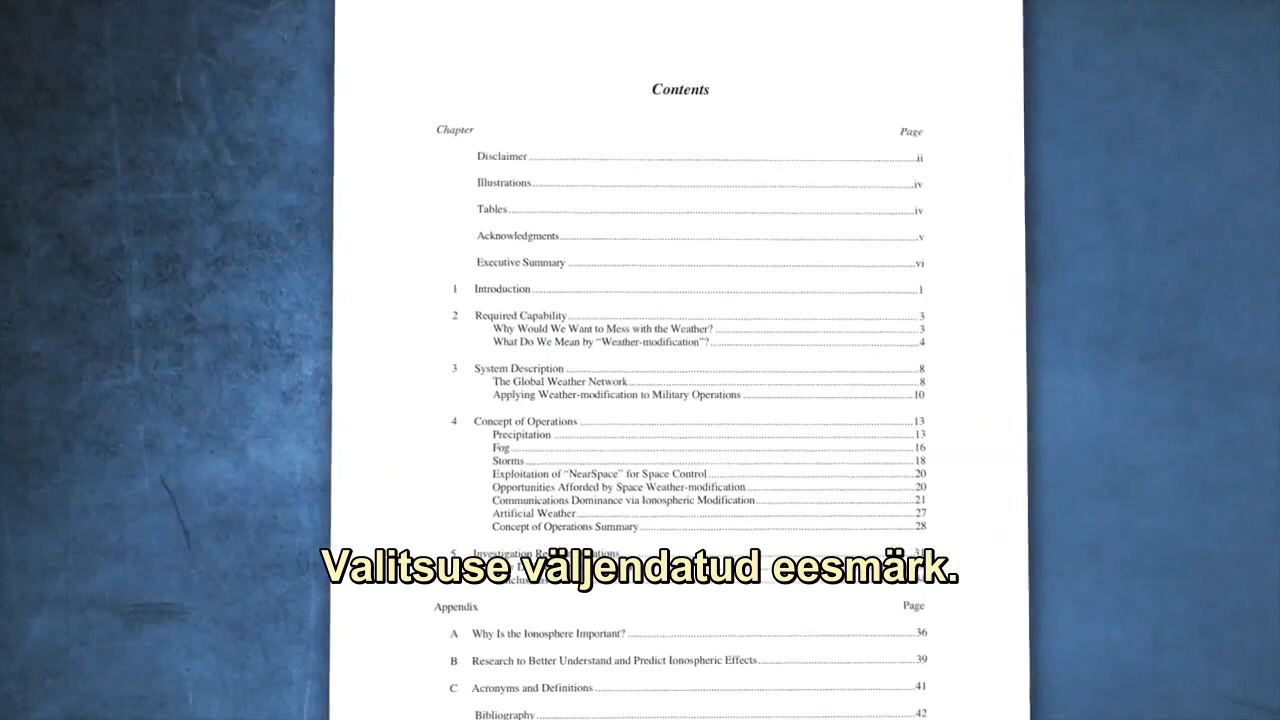 Contents
Chapter Page
Disclaimer ii
Illustrations iv
Tables iv
Acknowledgments v
Executive Summary vi
1 Introduction 1
2 Required Capability 3
Why Would We Want to Mess with the Weather? 3
What Do We Mean by “Weather-modification”? 4
3 System Description 8
The Global Weather Network 8
Applying Weather-modification to Military Operations 10
4 Concept of Operations 13
Precipitation 13
Fog 16
Storms 18
Exploitation of “NearSpace” for Space Control 20
Opportunities Afforded by Space Weather-modification 20
Communications Dominance via Ionospheric Modification 21
Artificial Weather 27
Concept of Operations Summary 28
5 Investigation
Valitsuse väljendatud eesmärk.
Appendix Page
A Why Is the Ionosphere Important? 36
B Research to Better Understand and Predict Ionospheric Effects 39
C Acronyms and Definitions 41
Bibliography 42